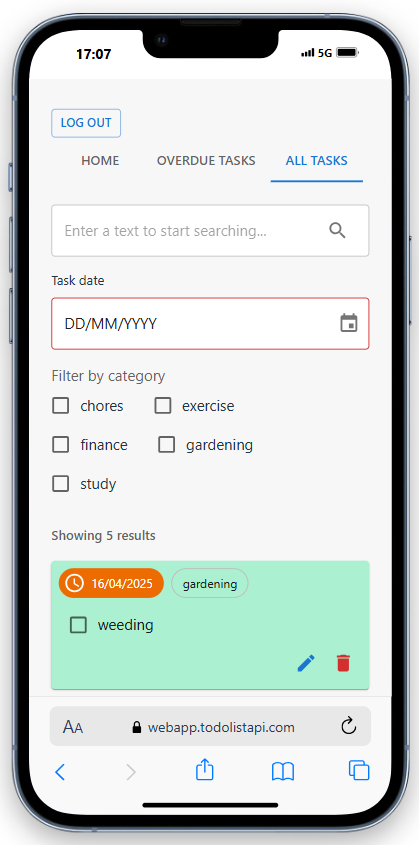 17:07 5G
LOG OUT
HOME OVERDUE TASKS ALL TASKS
Enter a text to start searching...
Task date
DD/MM/YYYY
Filter by category
chores exercise
finance gardening
study
Showing 5 results
16/04/2025 gardening
weeding
AA webapp.todolistapi.com